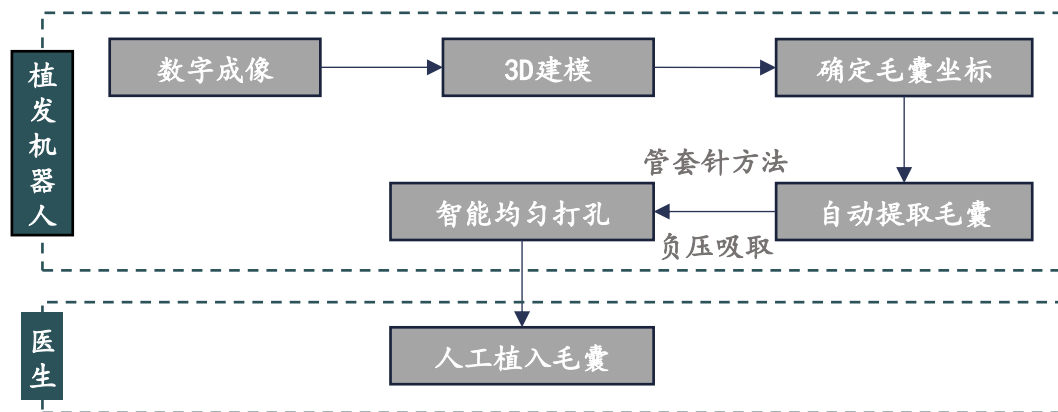 植发机器人
数字成像
3D建模
确定毛囊坐标
管套针方法
智能均匀打孔
自动提取毛囊
负压吸取
医生
人工植入毛囊